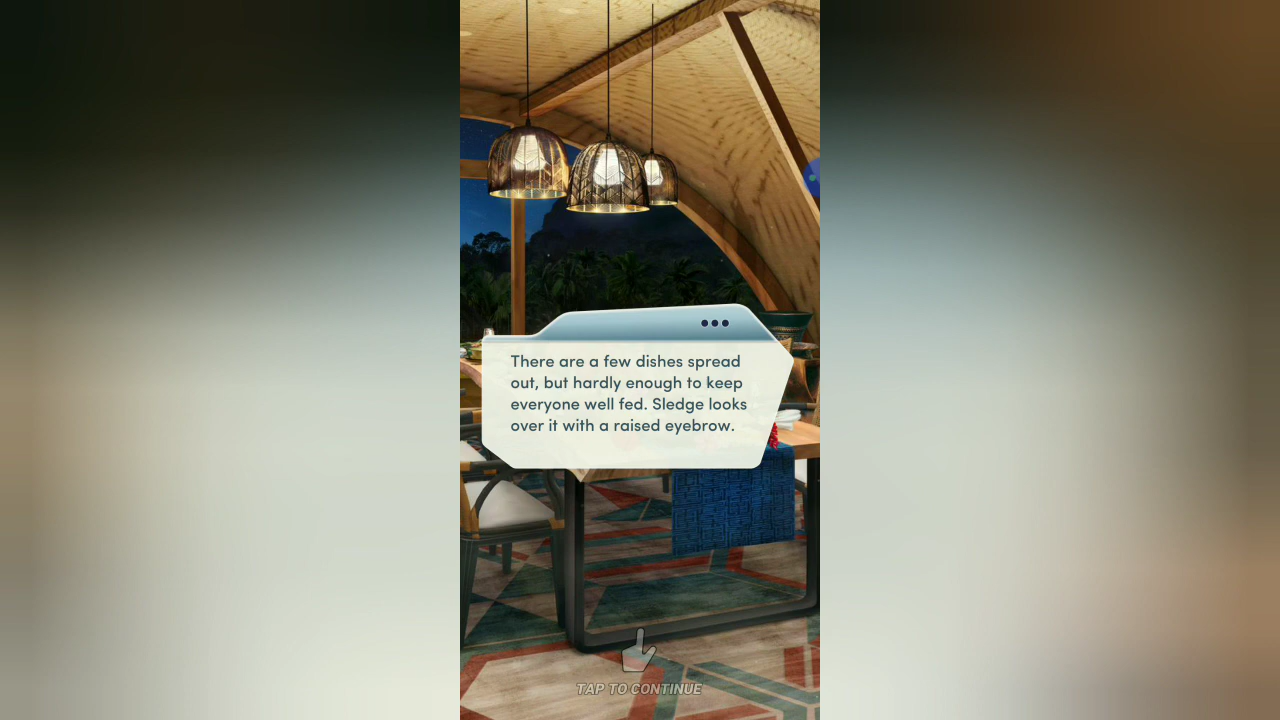 There are a few dishes spread
out, but hardly enough to keep
everyone well fed. Sledge looks
over it with a raised eyebrow.
TAP TO CONTINUE